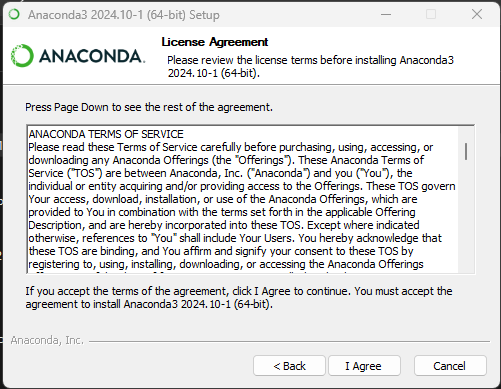 Anaconda3 2024.10-1 (64-bit) Setup
ANACONDA.
License Agreement
Please review the license terms before installing Anaconda3
2024.10-1 (64-bit).
Press Page Down to see the rest of the agreement.
ANACONDA TERMS OF SERVICE
Please read these Terms of Service carefully before purchasing, using, accessing, or
downloading any Anaconda Offerings (the "Offerings"). These Anaconda Terms of
Service ("TOS") are between Anaconda, Inc. ("Anaconda") and you ("You"), the
individual or entity acquiring and/or providing access to the Offerings. These TOS govern
Your access, download, installation, or use of the Anaconda Offerings, which are
provided to You in combination with the terms set forth in the applicable Offering
Description, and are hereby incorporated into these TOS. Except where indicated
otherwise, references to "You" shall include Your Users. You hereby acknowledge that
these TOS are binding, and You affirm and signify your consent to these TOS by
registering to, using, installing, downloading, or accessing the Anaconda Offerings
If you accept the terms of the agreement, click I Agree to continue. You must accept the
agreement to install Anaconda3 2024.10-1 (64-bit).
Anaconda, Inc.
< Back
I Agree
Cancel